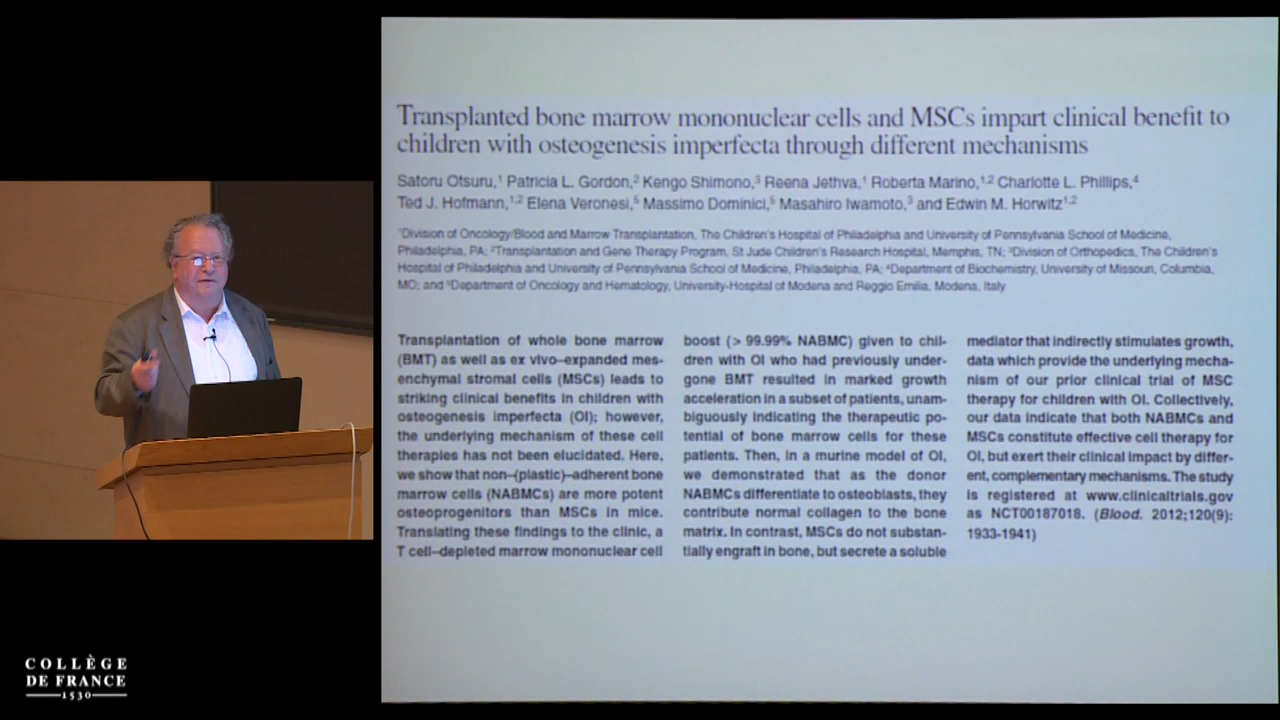 Transplanted bone marrow mononuclear cells and MSCs impart clinical benefit to
children with osteogenesis imperfecta through different mechanisms
Satoru Otsuru,¹ Patricia L. Gordon,² Kengo Shimono,³ Reena Jethva,¹ Roberta Marino,¹,² Charlotte L. Phillips,⁴
Ted J. Hofmann,¹,² Elena Veronesi,⁵ Massimo Dominici,⁵ Masahiro Iwamoto,³ and Edwin M. Horwitz¹,²
¹Division of Oncology/Blood and Marrow Transplantation, The Children's Hospital of Philadelphia and University of Pennsylvania School of Medicine,
Philadelphia, PA; ²Transplantation and Gene Therapy Program, St Jude Children's Research Hospital, Memphis, TN; ³Division of Orthopedics, The Children's
Hospital of Philadelphia and University of Pennsylvania School of Medicine, Philadelphia, PA; ⁴Department of Biochemistry, University of Missouri, Columbia,
MO; and ⁵Department of Oncology and Hematology, University-Hospital of Modena and Reggio Emilia, Modena, Italy
Transplantation of whole bone marrow
(BMT) as well as ex vivo–expanded mes-
enchymal stromal cells (MSCs) leads to
striking clinical benefits in children with
osteogenesis imperfecta (OI); however,
the underlying mechanism of these cell
therapies has not been elucidated. Here,
we show that non–(plastic)–adherent bone
marrow cells (NABMCs) are more potent
osteoprogenitors than MSCs in mice.
Translating these findings to the clinic, a
T cell–depleted marrow mononuclear cell
boost (> 99.99% NABMC) given to chil-
dren with OI who had previously under-
gone BMT resulted in marked growth
acceleration in a subset of patients, unam-
biguously indicating the therapeutic po-
tential of bone marrow cells for these
patients. Then, in a murine model of OI,
we demonstrated that as the donor
NABMCs differentiate to osteoblasts, they
contribute normal collagen to the bone
matrix. In contrast, MSCs do not substan-
tially engraft in bone, but secrete a soluble
mediator that indirectly stimulates growth,
data which provide the underlying mecha-
nism of our prior clinical trial of MSC
therapy for children with OI. Collectively,
our data indicate that both NABMCs and
MSCs constitute effective cell therapy for
OI, but exert their clinical impact by differ-
ent, complementary mechanisms. The study
is registered at www.clinicaltrials.gov
as NCT00187018. (Blood. 2012;120(9):
1933-1941)
COLLÈGE
DE FRANCE
1530